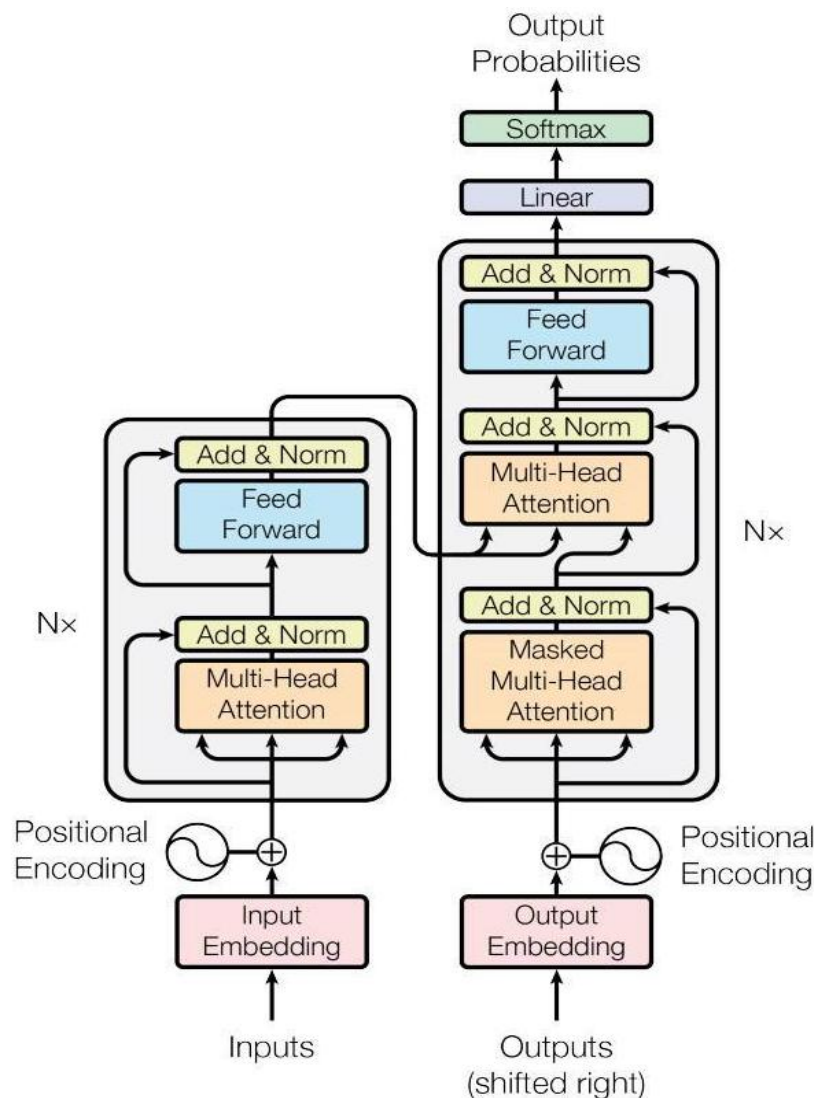 Output
Probabilities
Softmax
Linear
Add & Norm
Feed
Forward
Add & Norm
Multi-Head
Attention
Add & Norm
Masked
Multi-Head
Attention
Nx
Add & Norm
Feed
Forward
Add & Norm
Multi-Head
Attention
Nx
Positional
Encoding
Positional
Encoding
Input
Embedding
Output
Embedding
Inputs
Outputs
(shifted right)